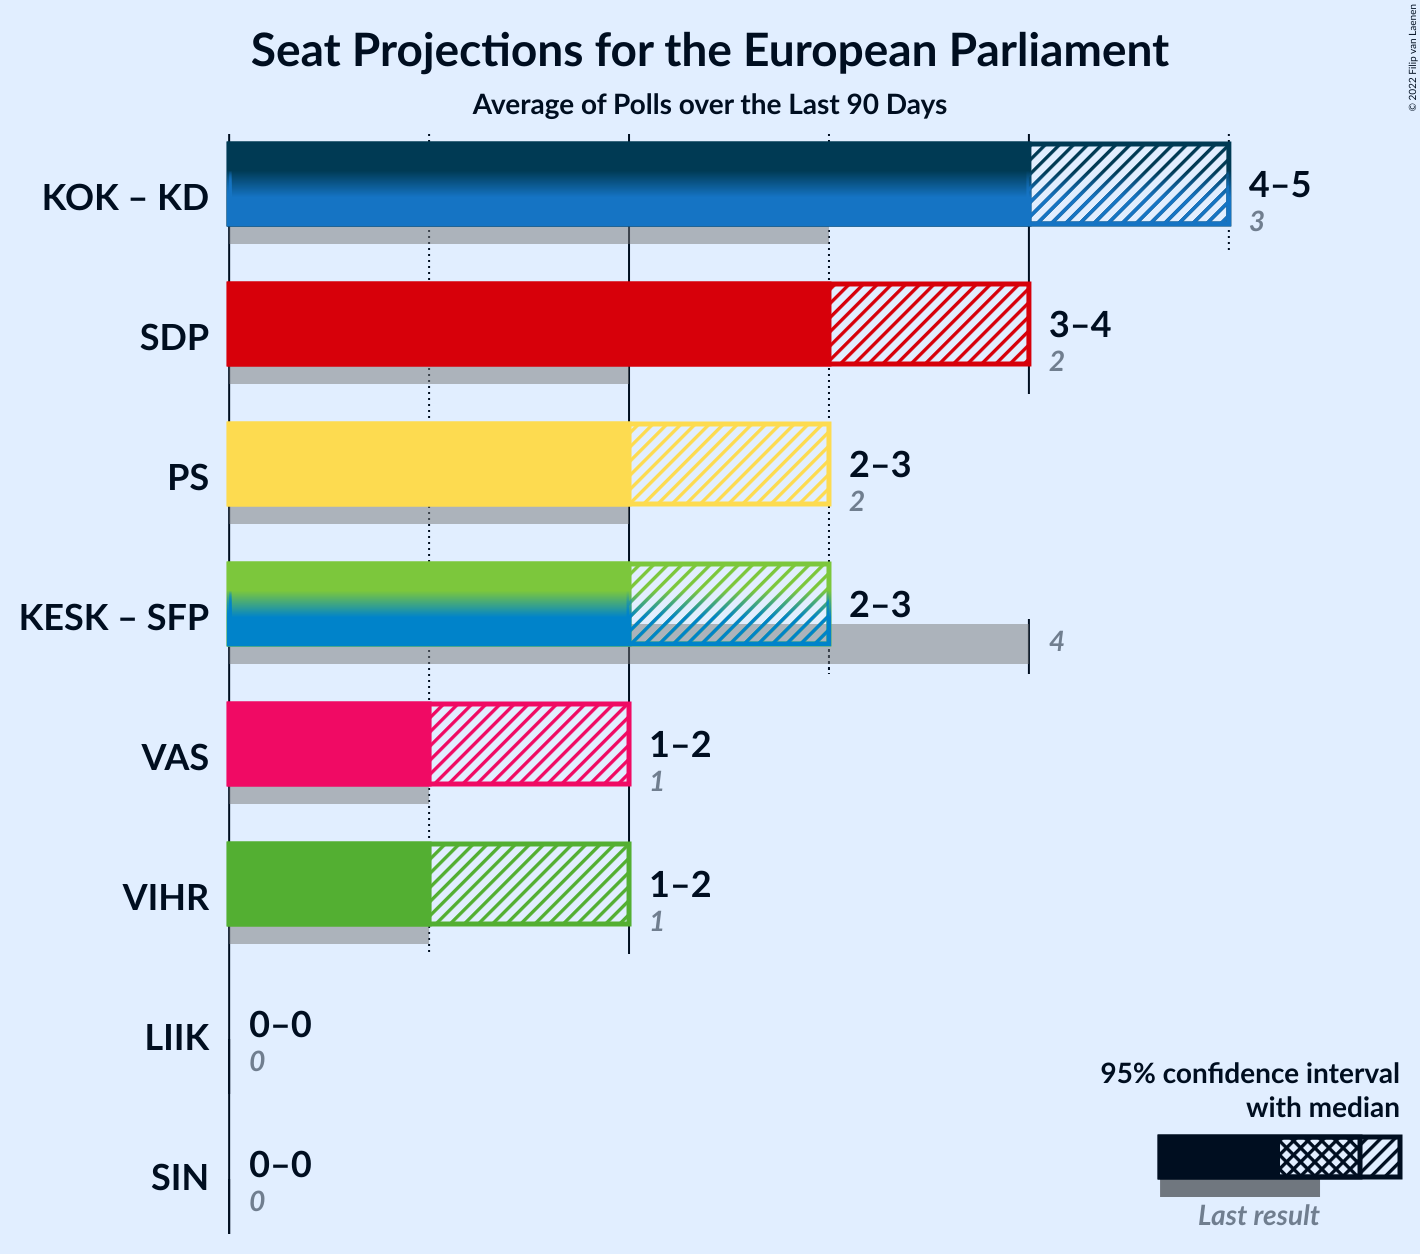 Seat Projections for the European Parliament
Average of Polls over the Last 90 Days
© 2022 Filip van Laenen
KOK – KD
4–5
3
SDP
3–4
2
PS
2–3
2
KESK – SFP
2–3
4
VAS
1–2
1
VIHR
1–2
1
LIIK
0–0
0
SIN
0–0
0
95% confidence interval
with median
Last result